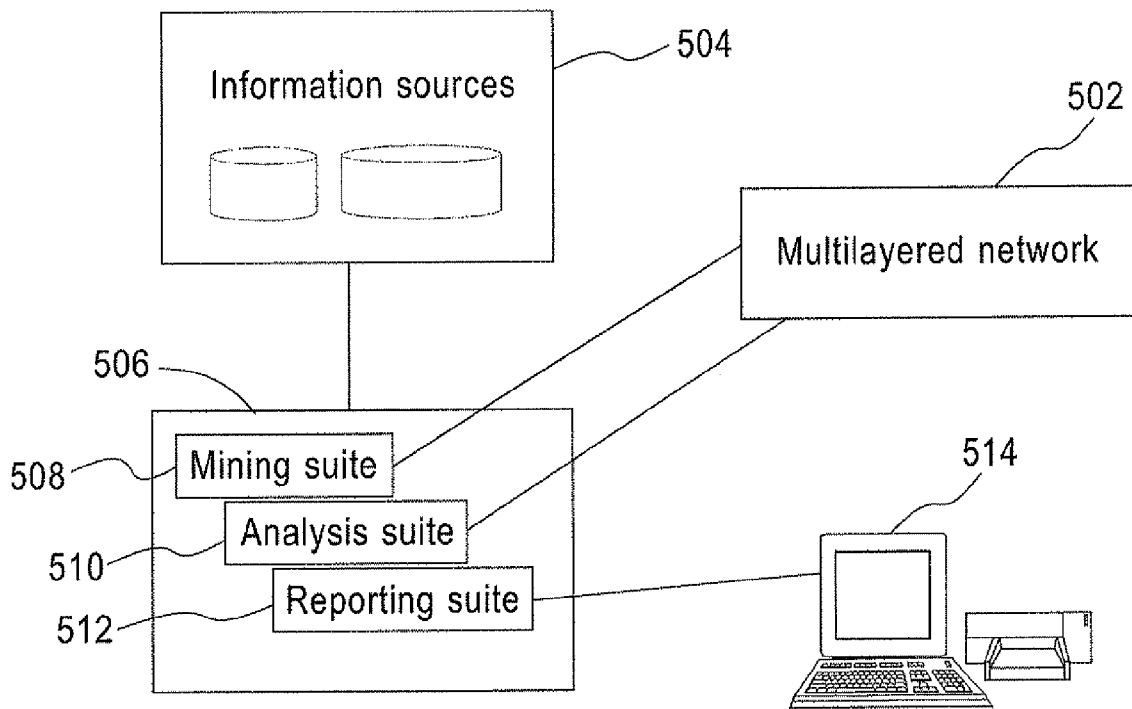 504
Information sources
502
Multilayered network
506
508
Mining suite
514
510
Analysis suite
512
Reporting suite